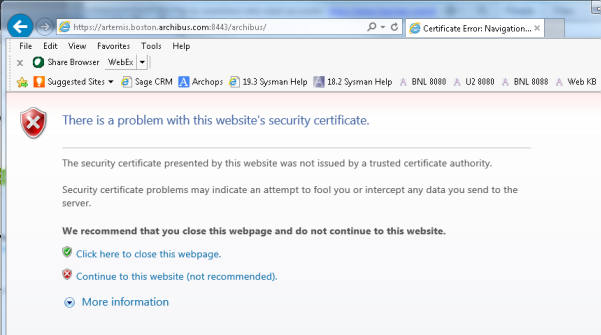 https://artemis.boston.archibus.com:8443/archibus/
Certificate Error: Navigation...
File Edit View Favorites Tools Help
x Share Browser WebEx
Suggested Sites Sage CRM Archops 19.3 Sysman Help 18.2 Sysman Help BNL 8080 U2 8080 BNL 8088 Web KB
There is a problem with this website's security certificate.
The security certificate presented by this website was not issued by a trusted certificate authority.
Security certificate problems may indicate an attempt to fool you or intercept any data you send to the
server.
We recommend that you close this webpage and do not continue to this website.
Click here to close this webpage.
Continue to this website (not recommended).
More information